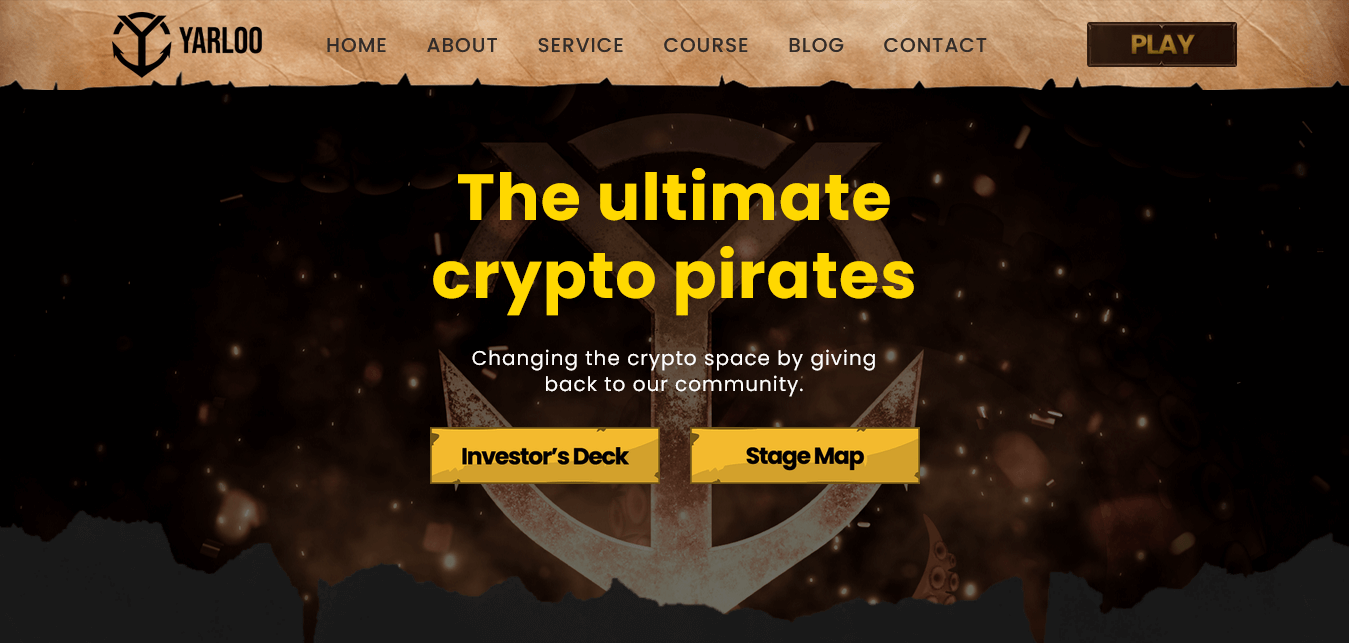 YARLOO
HOME ABOUT SERVICE COURSE BLOG CONTACT
PLAY
The ultimate
crypto pirates
Changing the crypto space by giving
back to our community.
Investor’s Deck
Stage Map